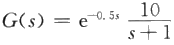 G(s) = e^{-0.5s} \frac{10}{s+1}